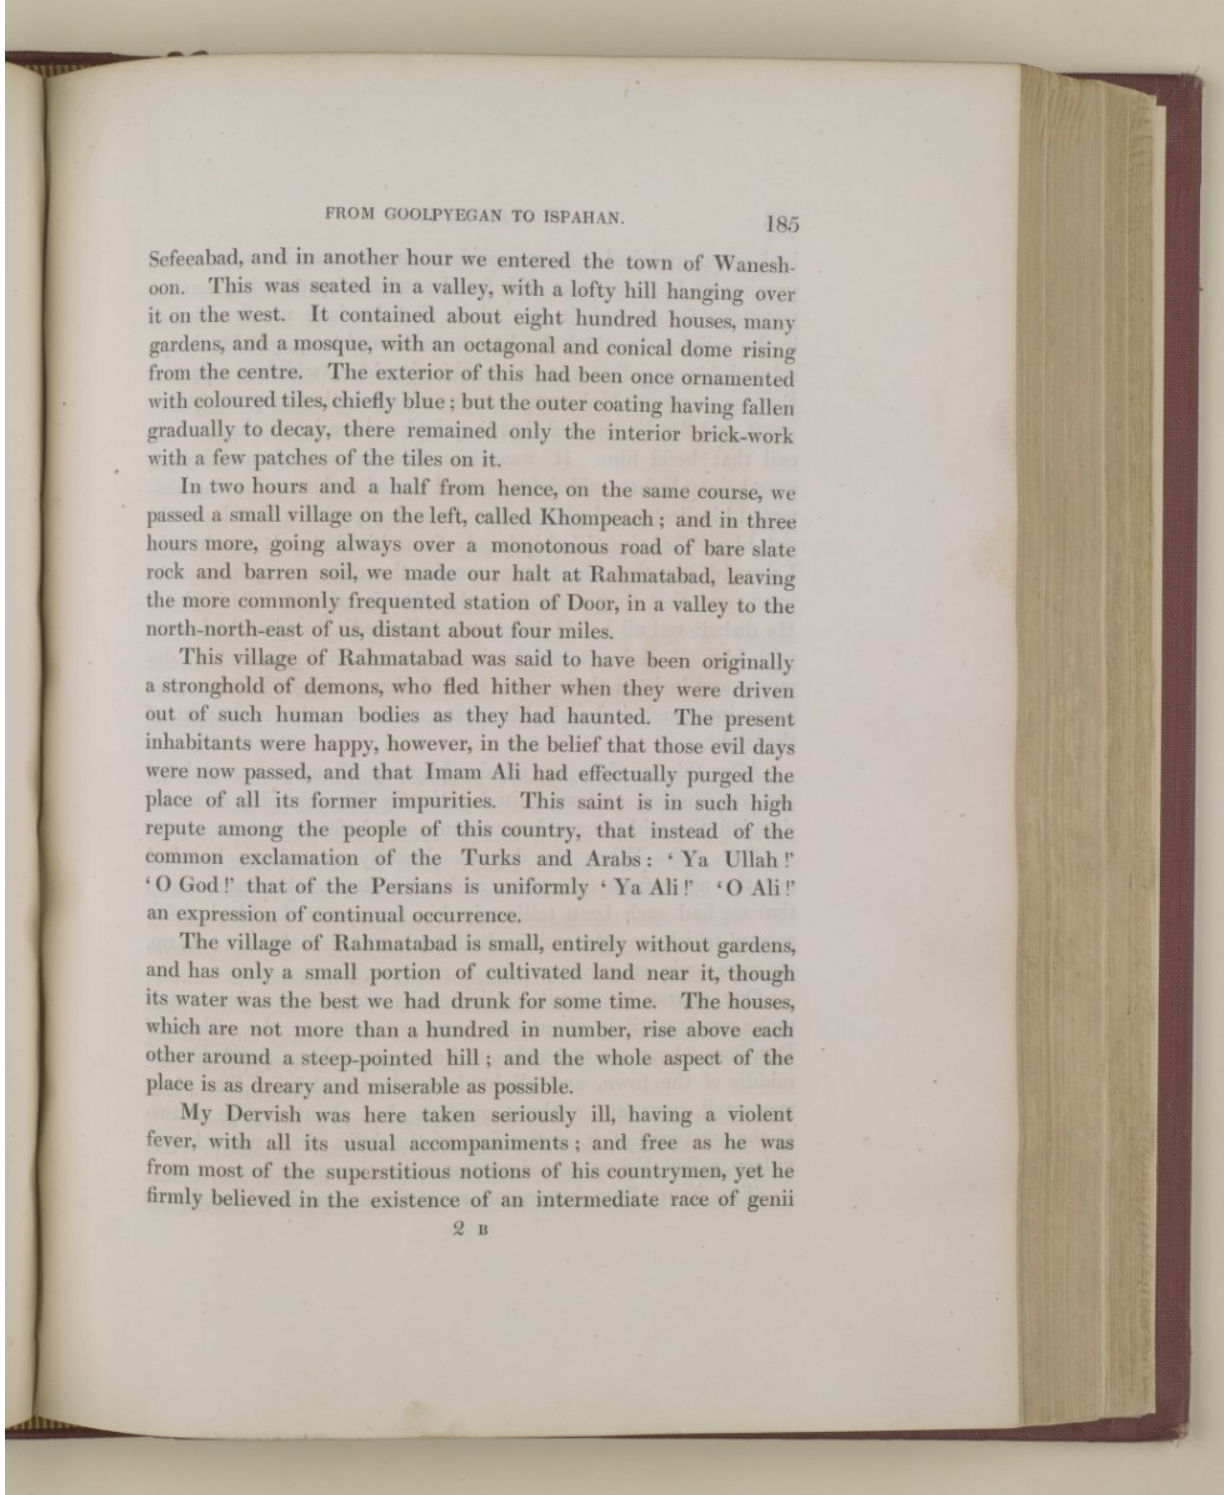 FROM GOOLPYEGAN TO ISPAHAN.
185
Sefeeabad, and in another hour we entered the town of Wanesh-
oon. This was seated in a valley, with a lofty hill hanging over
it on the west. It contained about eight hundred houses, many
gardens, and a mosque, with an octagonal and conical dome rising
from the centre. The exterior of this had been once ornamented
with coloured tiles, chiefly blue; but the outer coating having fallen
gradually to decay, there remained only the interior brick-work
with a few patches of the tiles on it.
In two hours and a half from hence, on the same course, we
passed a small village on the left, called Khompeach; and in three
hours more, going always over a monotonous road of bare slate
rock and barren soil, we made our halt at Rahmatabad, leaving
the more commonly frequented station of Door, in a valley to the
north-north-east of us, distant about four miles.
This village of Rahmatabad was said to have been originally
a stronghold of demons, who fled hither when they were driven
out of such human bodies as they had haunted. The present
inhabitants were happy, however, in the belief that those evil days
were now passed, and that Imam Ali had effectually purged the
place of all its former impurities. This saint is in such high
repute among the people of this country, that instead of the
common exclamation of the Turks and Arabs: ‘Ya Ullah!’
‘O God!’ that of the Persians is uniformly ‘Ya Ali!’ ‘O Ali!’
an expression of continual occurrence.
The village of Rahmatabad is small, entirely without gardens,
and has only a small portion of cultivated land near it, though
its water was the best we had drunk for some time. The houses,
which are not more than a hundred in number, rise above each
other around a steep-pointed hill; and the whole aspect of the
place is as dreary and miserable as possible.
My Dervish was here taken seriously ill, having a violent
fever, with all its usual accompaniments; and free as he was
from most of the superstitious notions of his countrymen, yet he
firmly believed in the existence of an intermediate race of genii
2 B